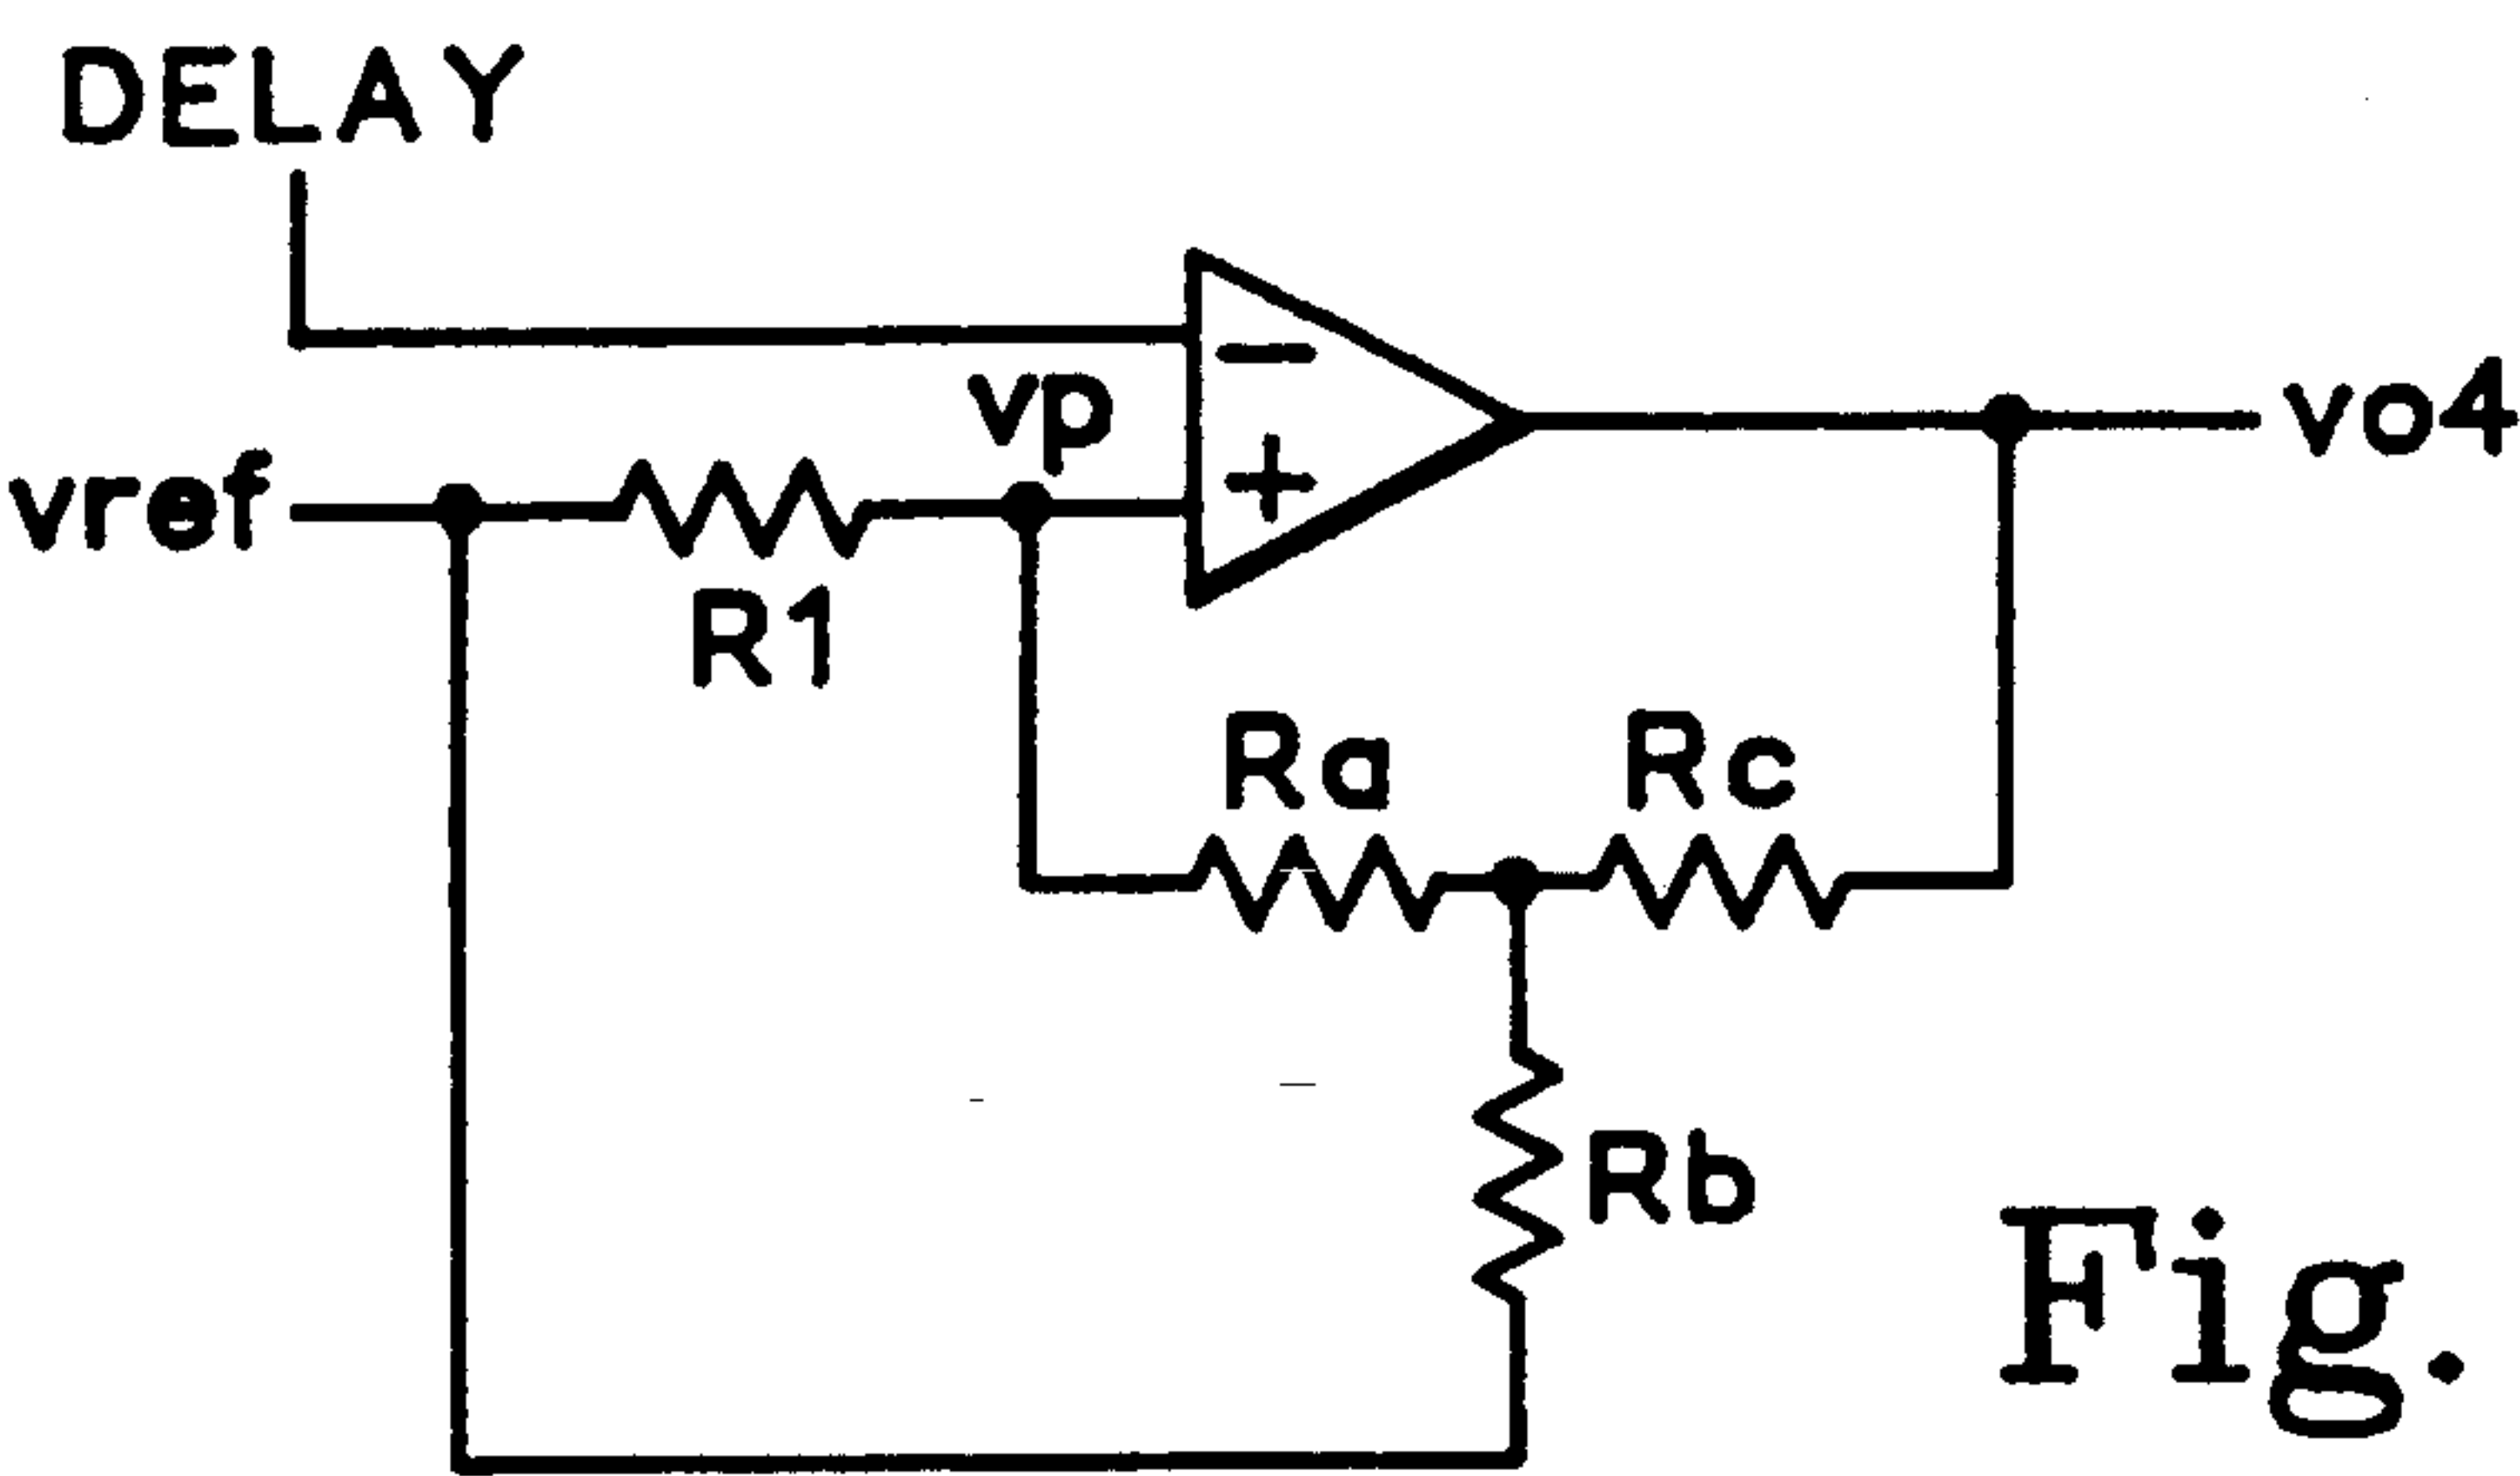 DELAY
vp
vo4
vref
R1
Ra
Rc
Rb
Fig.